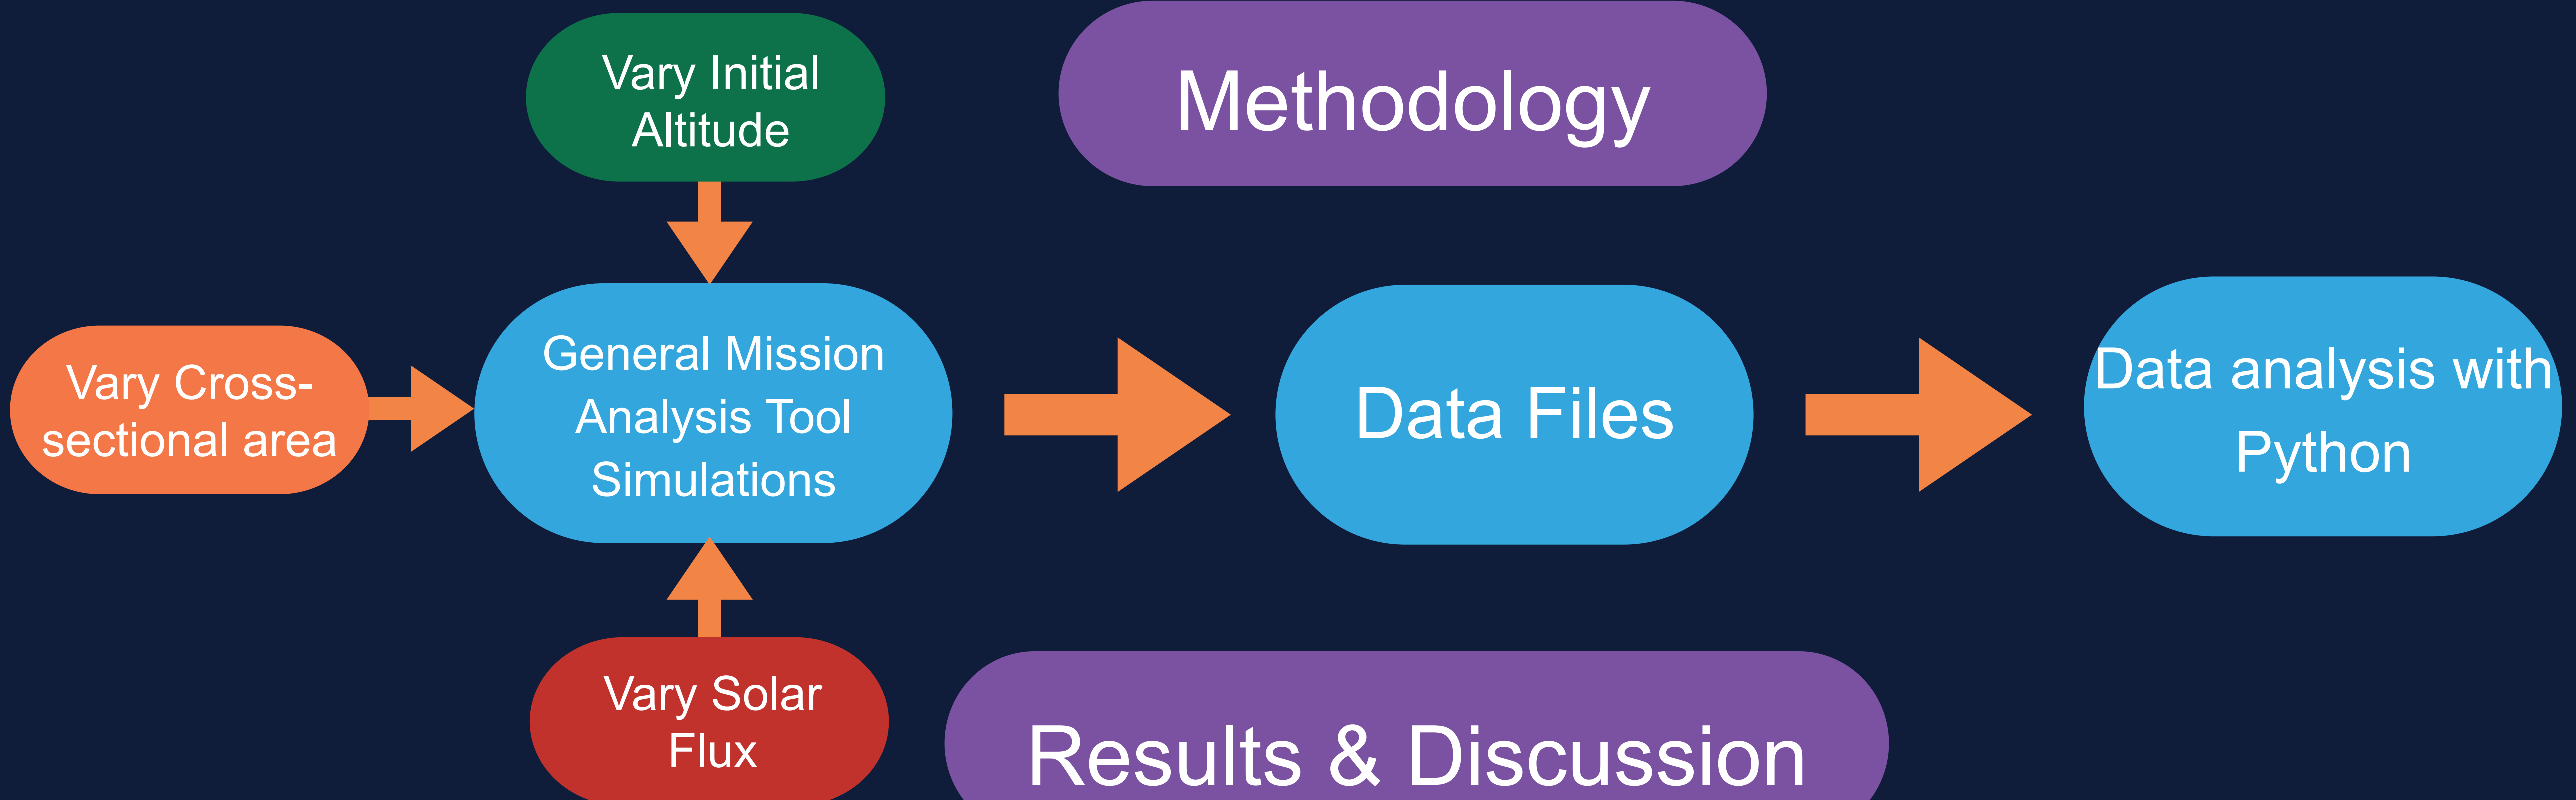 Vary Initial
Altitude
Methodology
Vary Cross-
sectional area
General Mission
Analysis Tool
Simulations
Data Files
Data analysis with
Python
Vary Solar
Flux
Results & Discussion